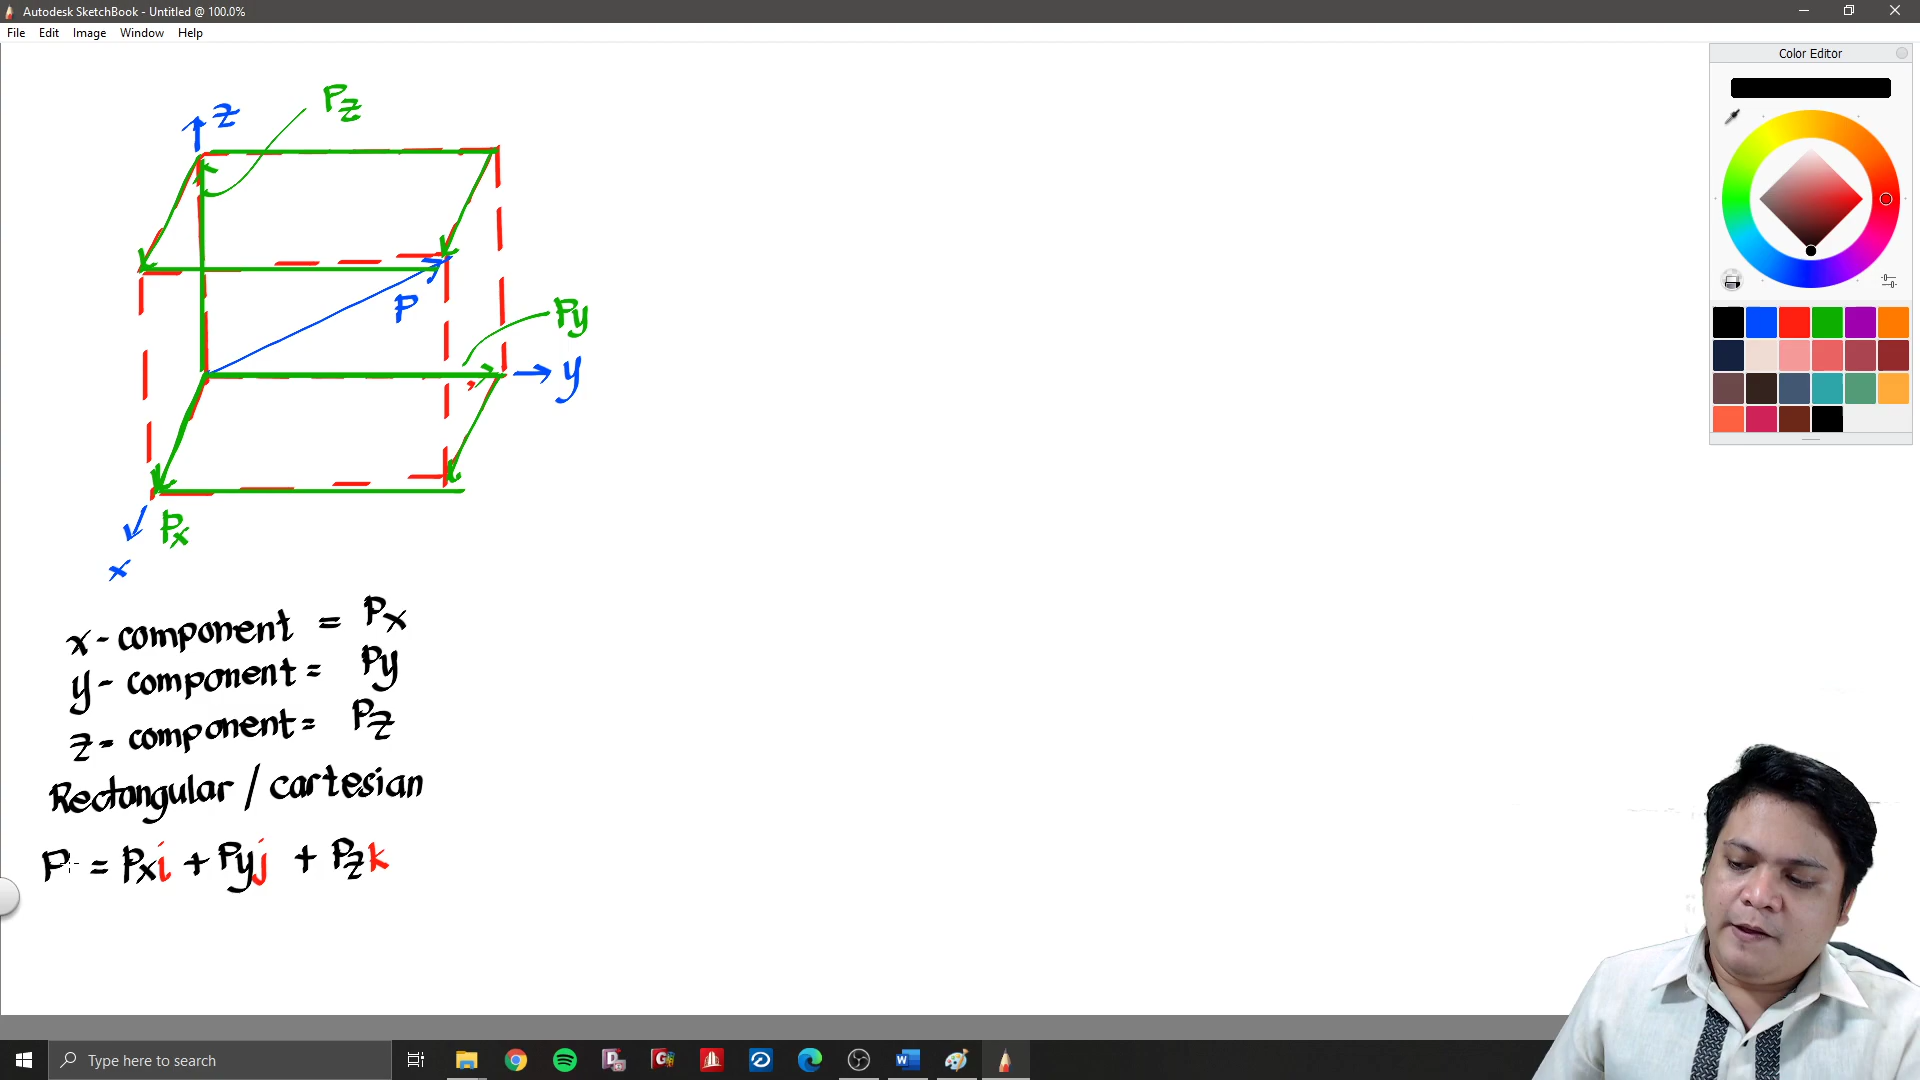 Autodesk SketchBook - Untitled @ 100.0%
File Edit Image Window Help
Color Editor
Pz
z
P
Py
y
Px
x
x-component = Px
y-component = Py
z-component = Pz
Rectangular / cartesian
P = Pxi + Pyj + Pzk
Type here to search